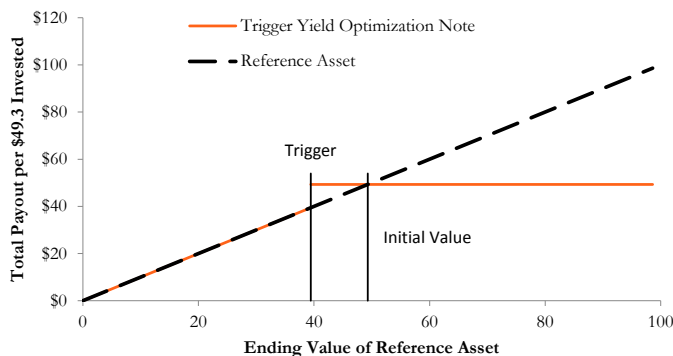 Total Payout per $49.3 Invested
$120
$100
$80
$60
$40
$20
$0
Trigger Yield Optimization Note
Reference Asset
Trigger
Initial Value
0
20
40
60
80
100
Ending Value of Reference Asset